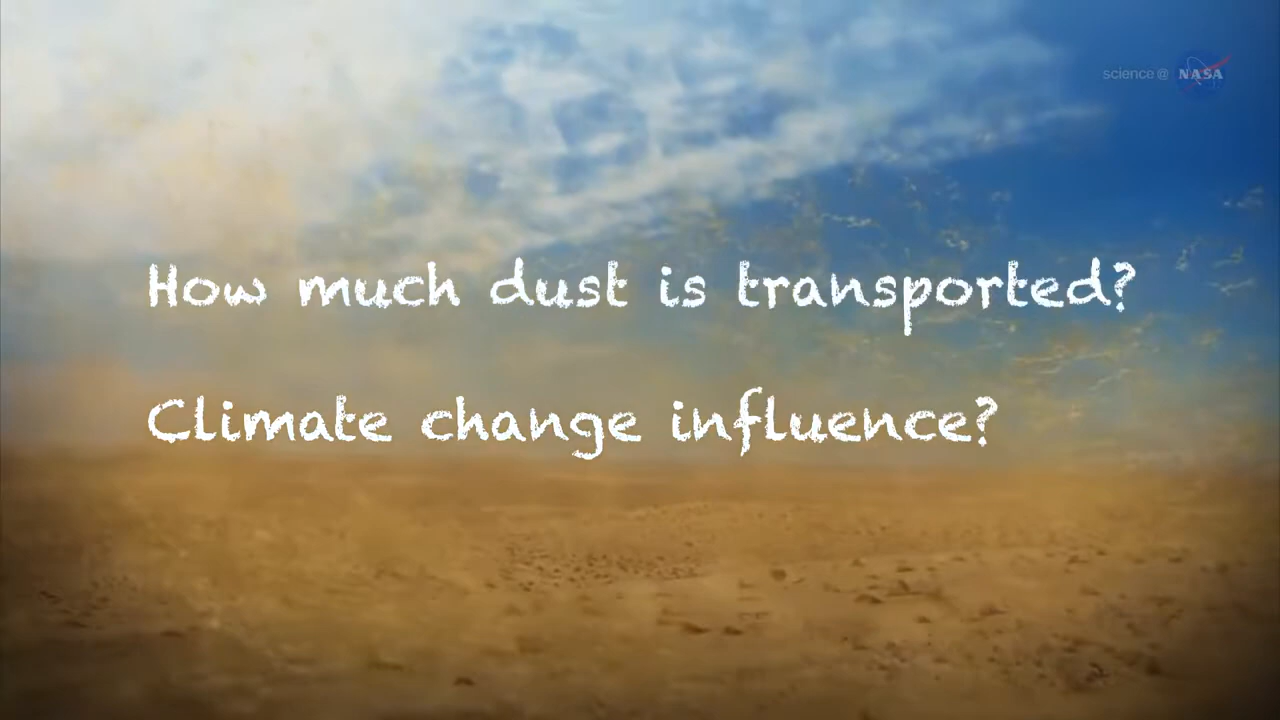 science@ NASA
How much dust is transported?
Climate change influence?